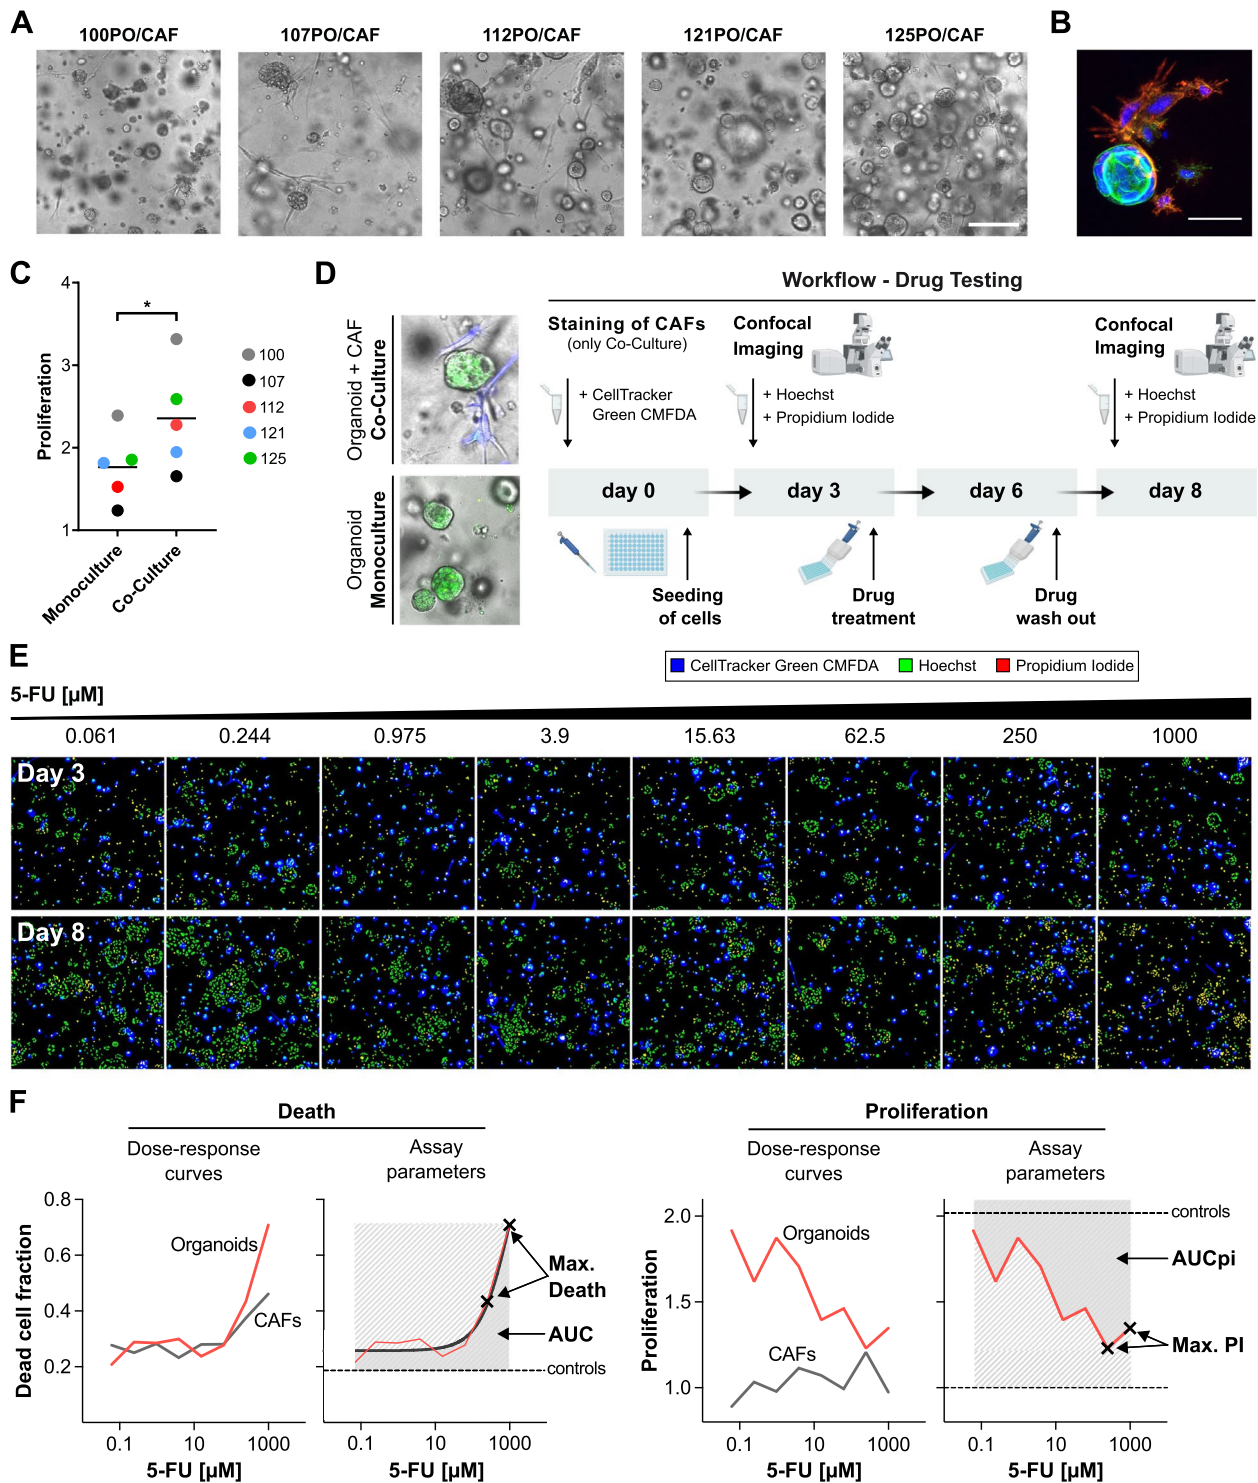 A
100PO/CAF
107PO/CAF
112PO/CAF
121PO/CAF
125PO/CAF
B
C
4
3
2
1
Proliferation
*
Monoculture
Co-Culture
100
107
112
121
125
D
Organoid + CAF
Co-Culture
Organoid
Monoculture
Workflow - Drug Testing
Staining of CAFs
(only Co-Culture)
+ CellTracker
Green CMFDA
Confocal
Imaging
+ Hoechst
+ Propidium Iodide
Confocal
Imaging
+ Hoechst
+ Propidium Iodide
day 0
day 3
day 6
day 8
Seeding
of cells
Drug
treatment
Drug
wash out
E
CellTracker Green CMFDA
Hoechst
Propidium Iodide
5-FU [µM]
0.061
0.244
0.975
3.9
15.63
62.5
250
1000
Day 3
Day 8
F
Death
Dose-response
curves
Assay
parameters
Dead cell fraction
0.8
0.6
0.4
0.2
Organoids
CAFs
0.1
10
1000
5-FU [µM]
Max.
Death
AUC
controls
0.1
10
1000
5-FU [µM]
Proliferation
Dose-response
curves
Assay
parameters
Proliferation
2.0
1.5
1.0
Organoids
CAFs
0.1
10
1000
5-FU [µM]
controls
AUCpi
Max. PI
0.1
10
1000
5-FU [µM]